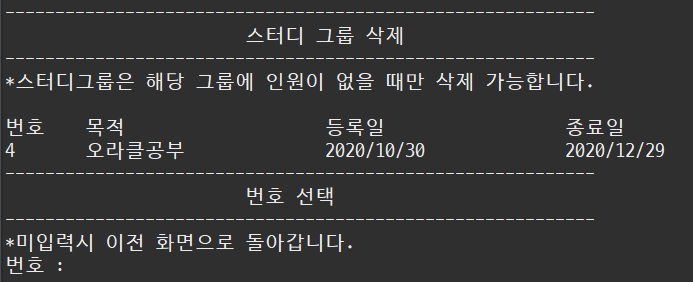 -----------------------------------------------------------
스터디 그룹 삭제
-----------------------------------------------------------
*스터디그룹은 해당 그룹에 인원이 없을 때만 삭제 가능합니다.
번호 목적 등록일 종료일
4 오라클공부 2020/10/30 2020/12/29
-----------------------------------------------------------
번호 선택
-----------------------------------------------------------
*미입력시 이전 화면으로 돌아갑니다.
번호 :